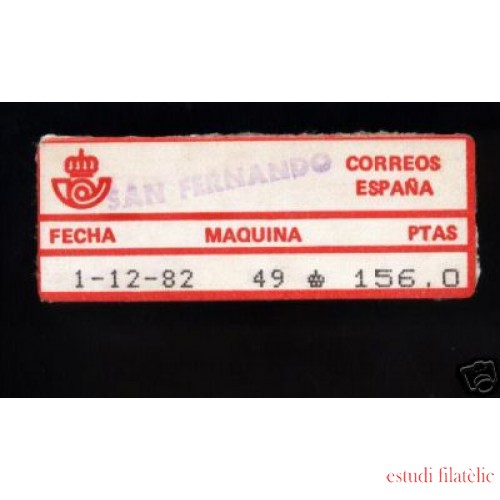 SAN FERNANDO
CORREOS
ESPAÑA
FECHA MAQUINA PTAS
1-12-82 49 156,0
estudi filatèlic